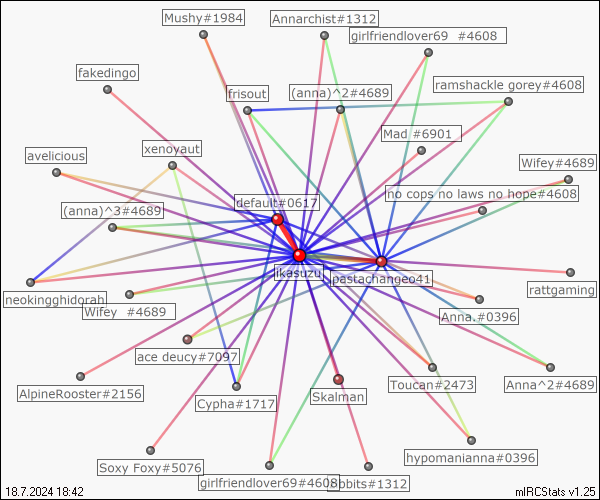 Mushy#1984
Annarchist#1312
girlfriendlover69 #4608
fakedingo
frisout
(anna)^2#4689
ramshackle gorey#4608
Mad #6901
xenoyaut
avelicious
Wifey#4689
no cops no laws no hope#4608
default#0617
(anna)^3#4689
likasuzu
pastachangeo41
rattgaming
neokingghidorah
Wifey #4689
Anna.#0396
ace deucy#7097
AlpineRooster#2156
Cypha#1717
Skalman
Toucan#2473
Anna^2#4689
hypomanianna#0396
Soxy Foxy#5076
girlfriendlover69#4608
18.7.2024 18:42
mIRCStats v1.25